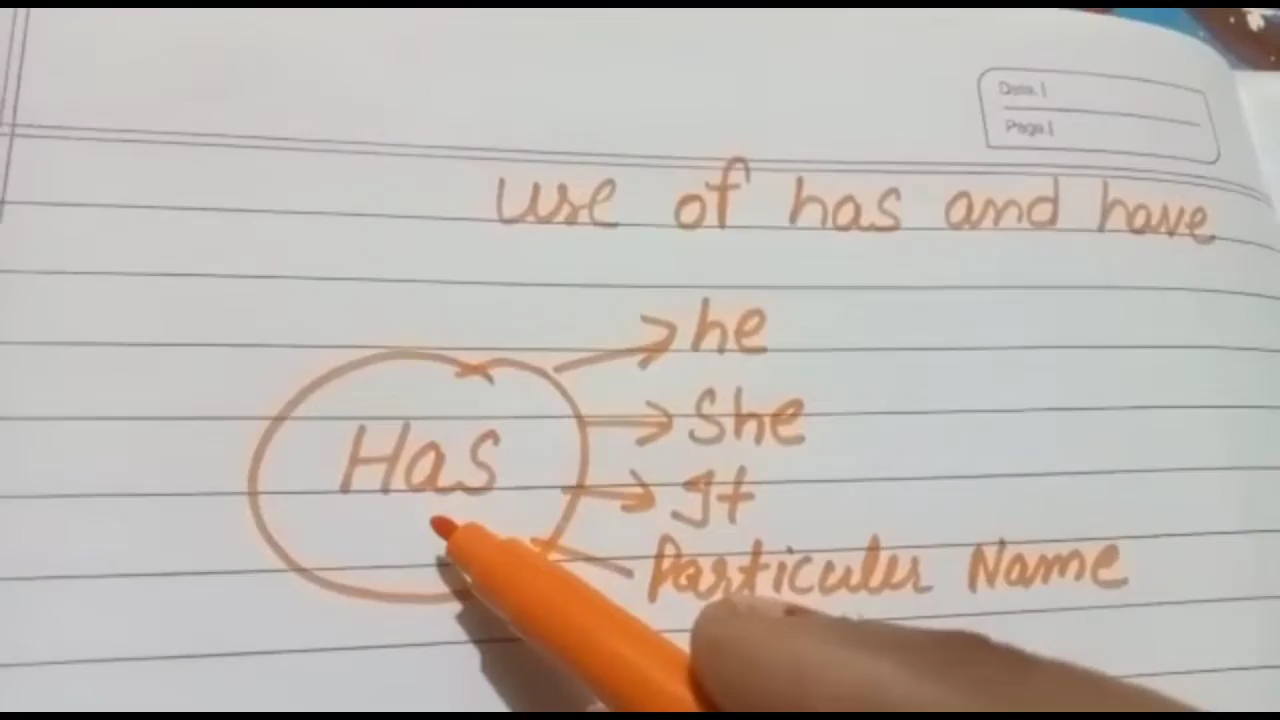 Date.|
Page.|
use of has and have
he
She
Has
It
Particuler Name